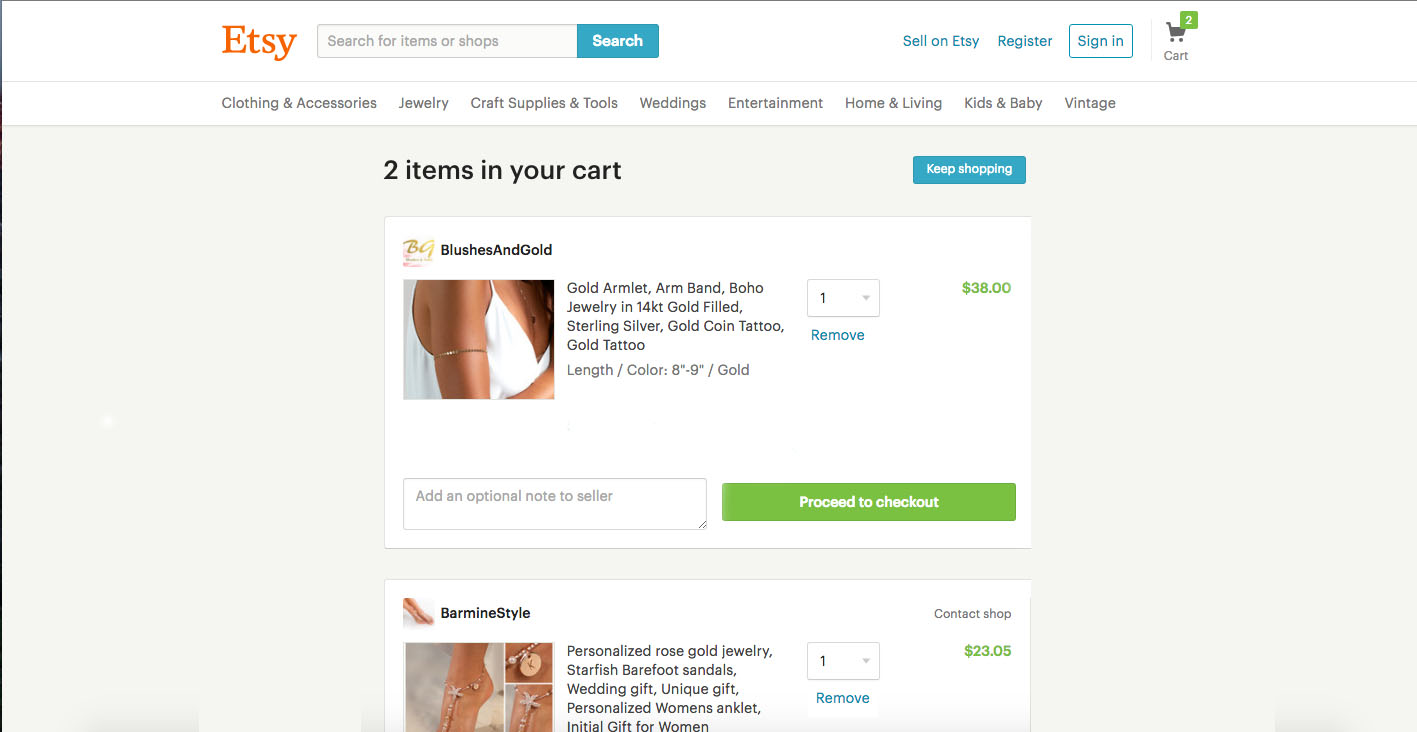 Etsy
Search for items or shops
Search
Sell on Etsy
Register
Sign in
2
Cart
Clothing & Accessories
Jewelry
Craft Supplies & Tools
Weddings
Entertainment
Home & Living
Kids & Baby
Vintage
2 items in your cart
Keep shopping
BG
BlushesAndGold
Gold Armlet, Arm Band, Boho
Jewelry in 14kt Gold Filled,
Sterling Silver, Gold Coin Tattoo,
Gold Tattoo
Length / Color: 8"-9" / Gold
1
Remove
$38.00
Add an optional note to seller
Proceed to checkout
BarmineStyle
Contact shop
Personalized rose gold jewelry,
Starfish Barefoot sandals,
Wedding gift, Unique gift,
Personalized Womens anklet,
Initial Gift for Women
1
Remove
$23.05